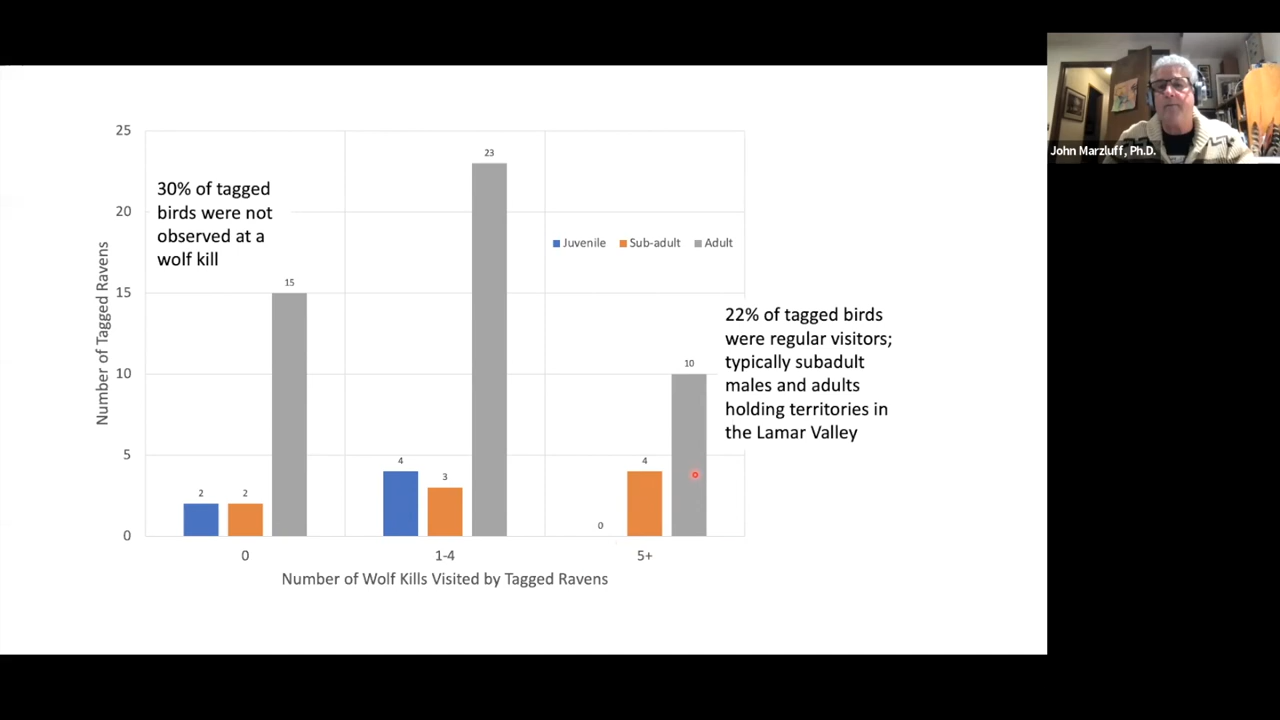 John Marzluff, Ph.D.
30% of tagged
birds were not
observed at a
wolf kill
22% of tagged birds
were regular visitors;
typically subadult
males and adults
holding territories in
the Lamar Valley
Juvenile Sub-adult Adult
Number of Tagged Ravens
25
20
15
10
5
0
2 2 15
4 3 23
0 4 10
0 1-4 5+
Number of Wolf Kills Visited by Tagged Ravens